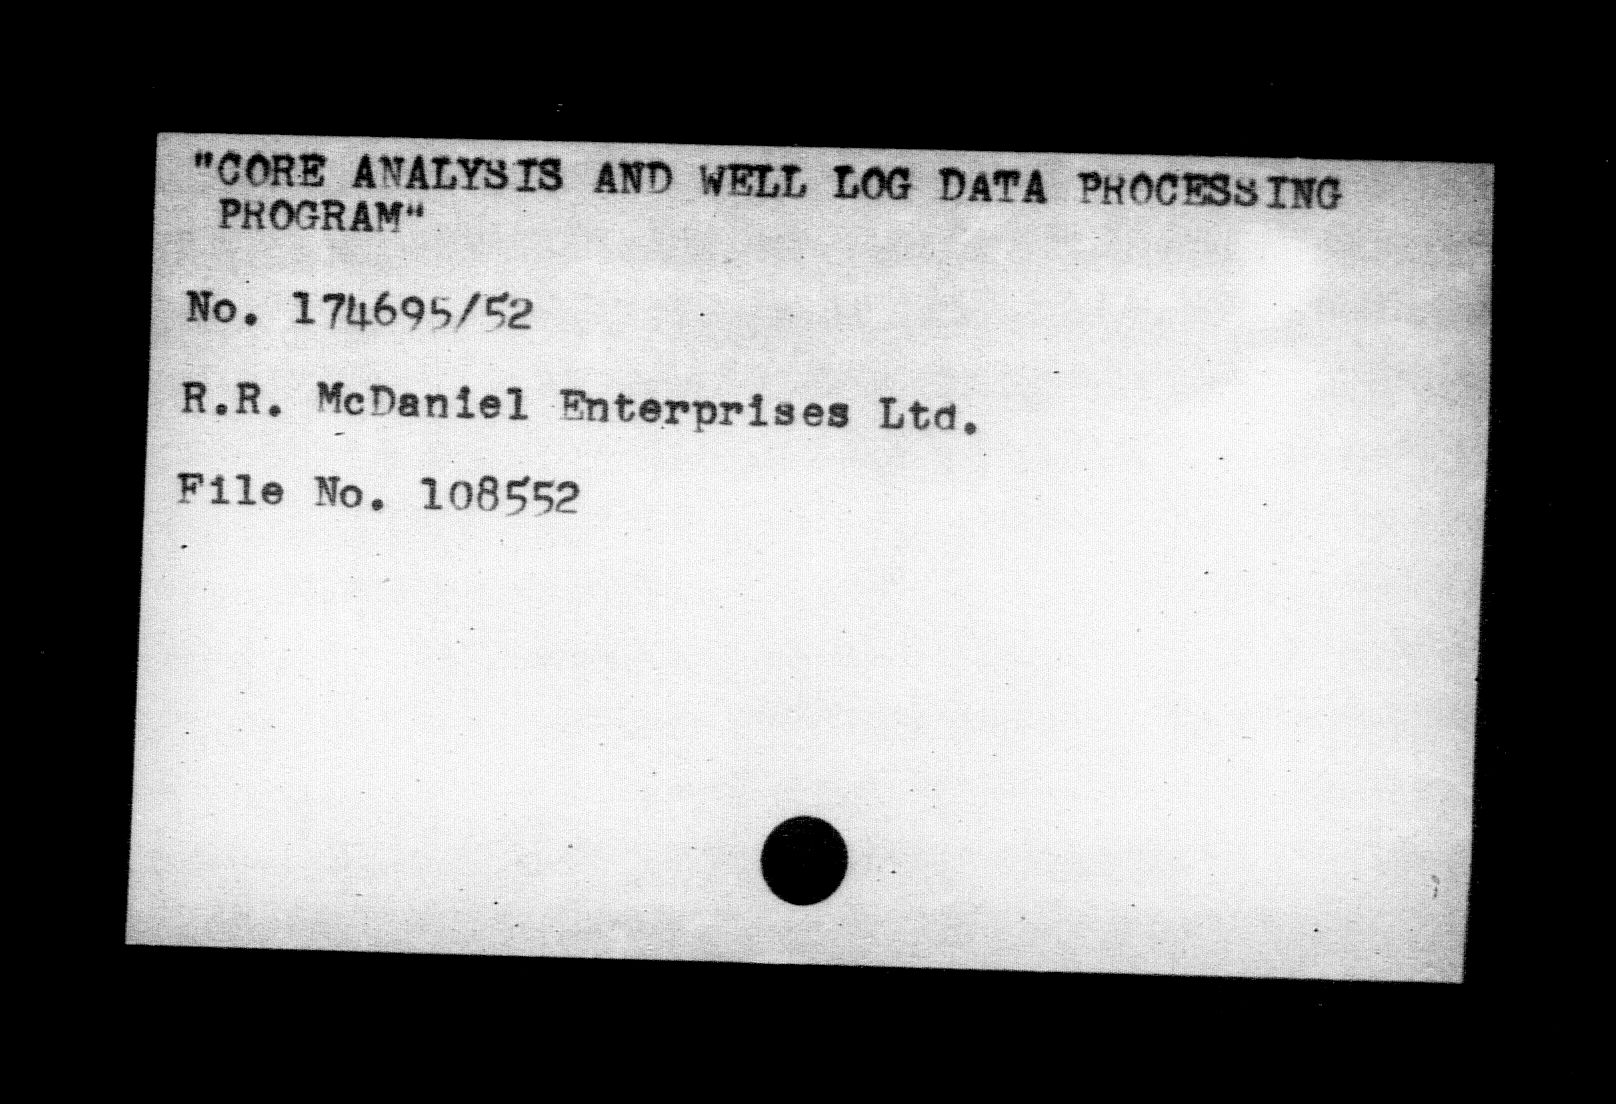 "CORE ANALYSIS AND WELL LOG DATA PROCESSING
PROGRAM"
No. 174695/52
R.R. McDaniel Enterprises Ltd.
File No. 108552